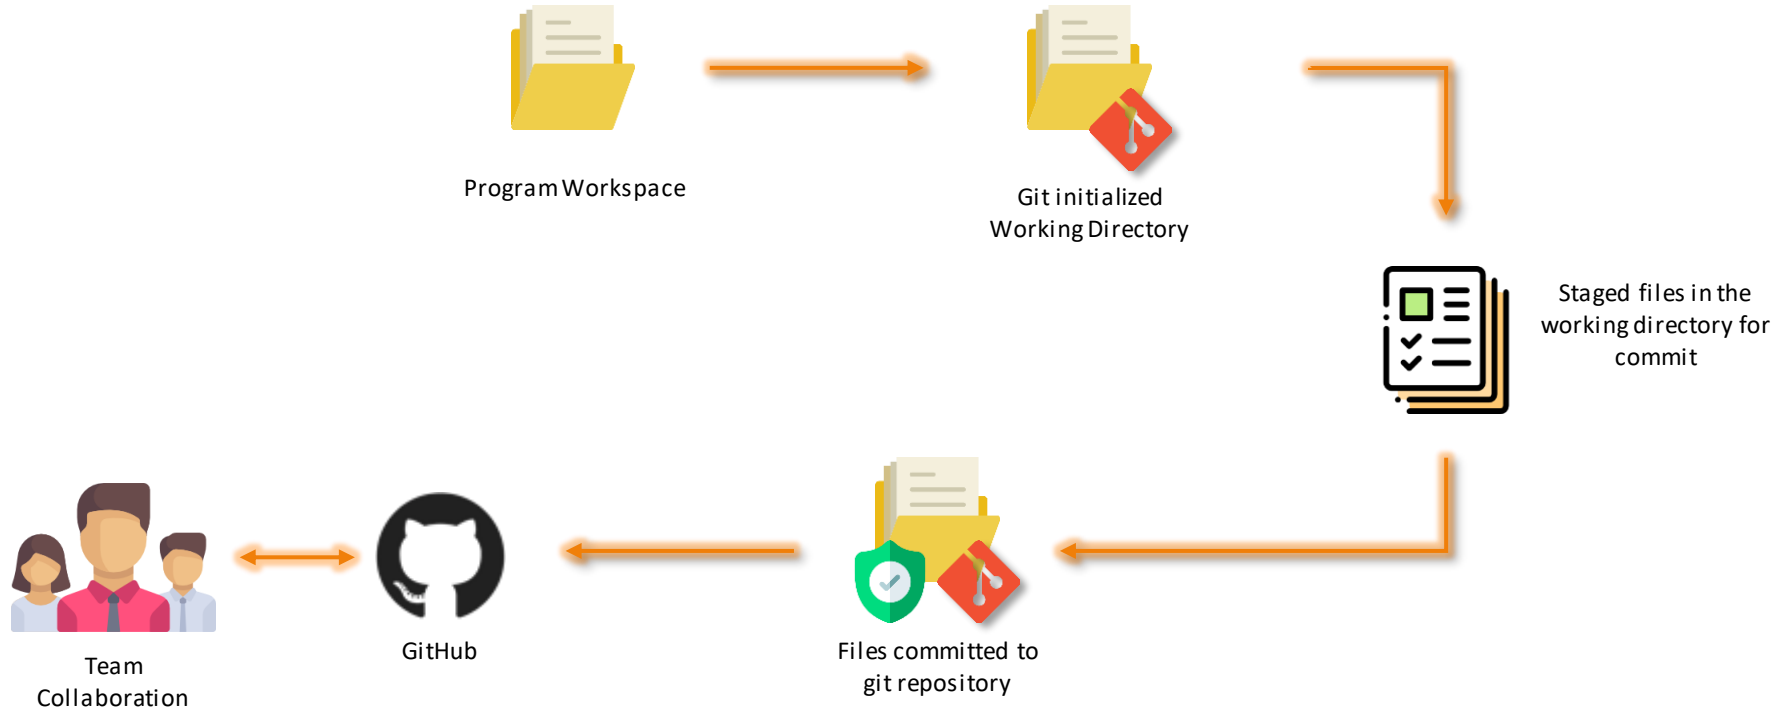 Program Workspace
Git initialized
Working Directory
Staged files in the
working directory for
commit
Files committed to
git repository
GitHub
Team
Collaboration